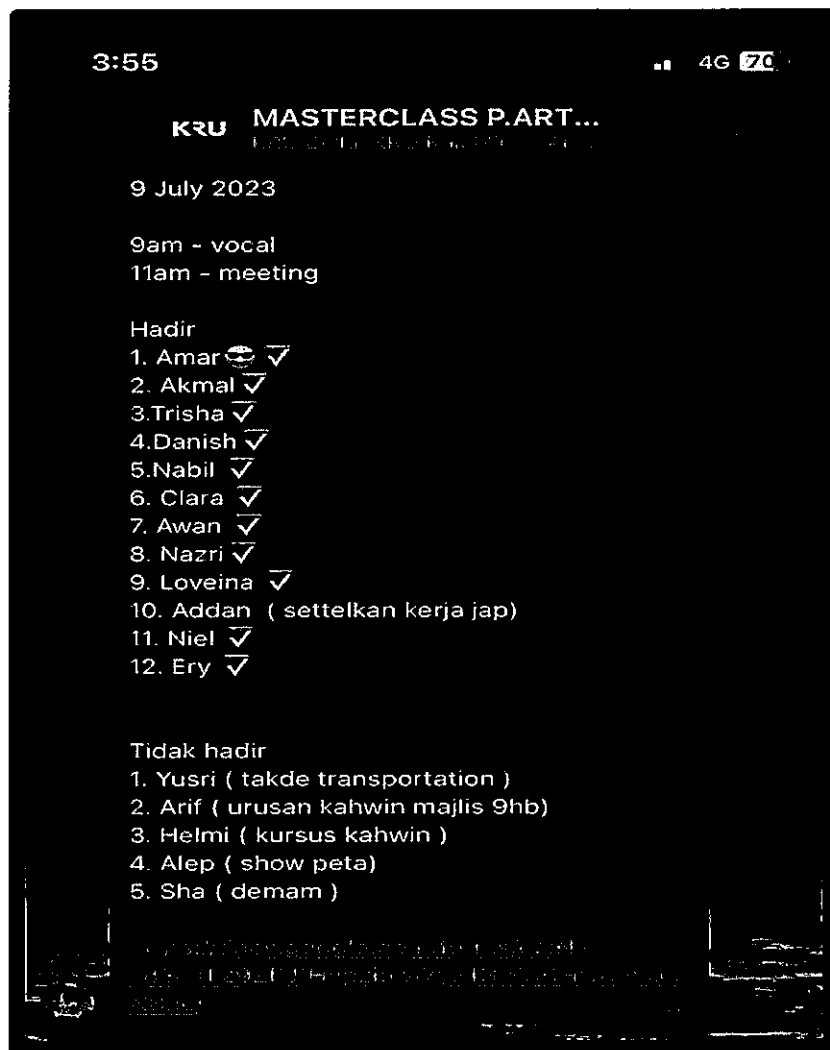 3:55
4G 70
KRU MASTERCLASS P.ART...
9 July 2023
9am - vocal
11am - meeting
Hadir
1. Amar😎 ✅
2. Akmal ✅
3.Trisha ✅
4.Danish ✅
5.Nabil ✅
6. Clara ✅
7. Awan ✅
8. Nazri ✅
9. Loveina ✅
10. Addan ( settelkan kerja jap)
11. Niel ✅
12. Ery ✅
Tidak hadir
1. Yusri ( takde transportation )
2. Arif ( urusan kahwin majlis 9hb)
3. Helmi ( kursus kahwin )
4. Alep ( show peta)
5. Sha ( demam )